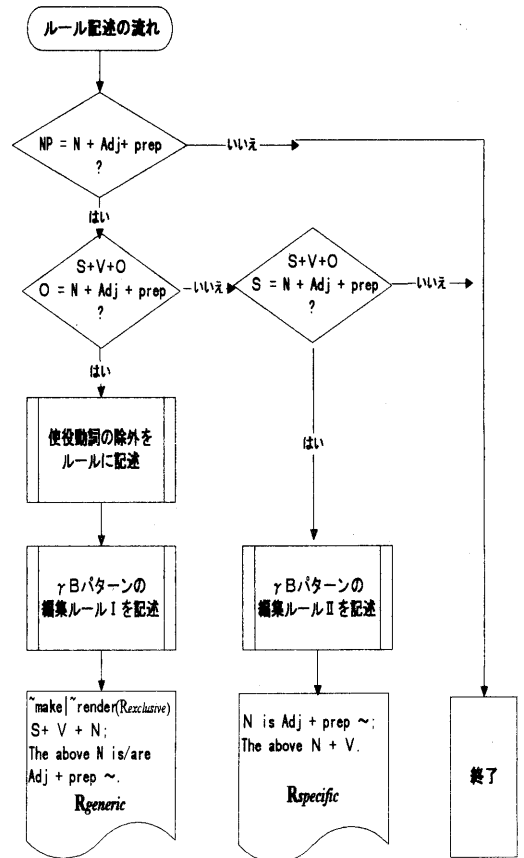 ルール記述の流れ
NP = N + Adj+ prep
?
いいえ
はい
S+V+O
O = N + Adj + prep
?
いいえ
S+V+O
S = N + Adj + prep
?
いいえ
はい
使役動詞の除外を
ルールに記述
はい
γBパターンの
編集ルールⅠを記述
γBパターンの
編集ルールⅡを記述
~make|~render(Rexclusive)
S+ V + N;
The above N is/are
Adj + prep ~.
Rgeneric
N is Adj + prep ~;
The above N + V.
Rspecific
終了